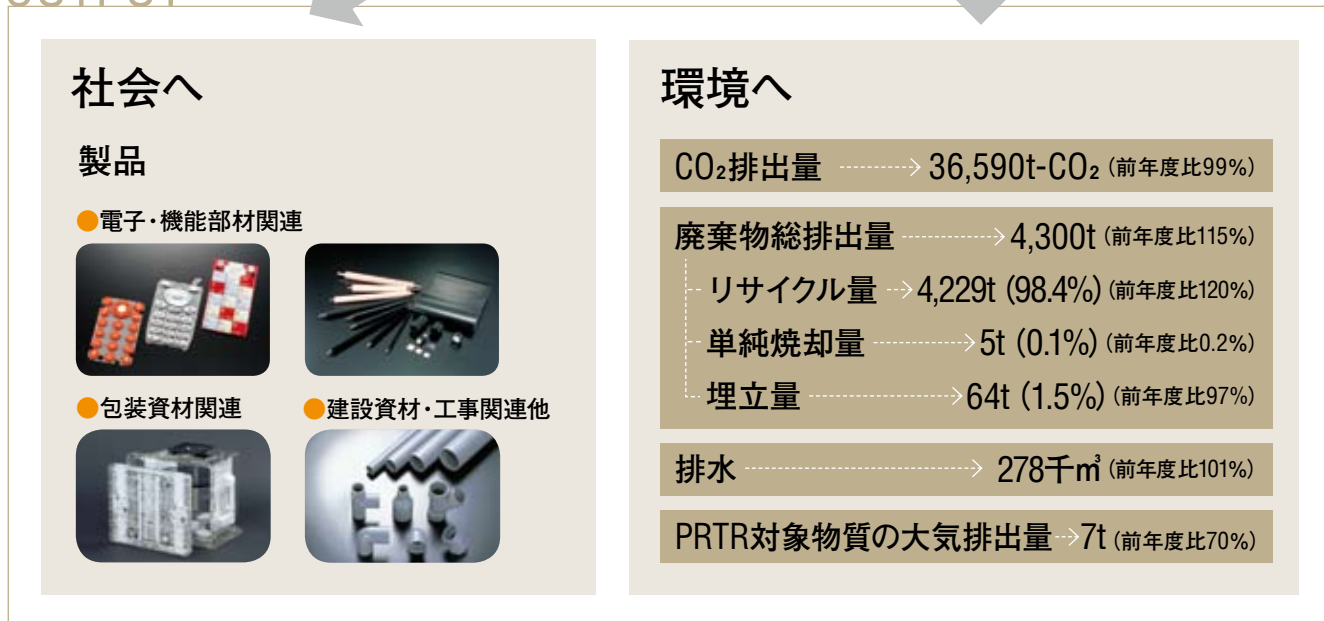 社会へ
製品
●電子・機能部材関連
●包装資材関連
●建設資材・工事関連他
環境へ
CO₂排出量 36,590t-CO₂ (前年度比99%)
廃棄物総排出量 4,300t (前年度比115%)
リサイクル量 4,229t (98.4%) (前年度比120%)
単純焼却量 5t (0.1%) (前年度比0.2%)
埋立量 64t (1.5%) (前年度比97%)
排水 278千㎥ (前年度比101%)
PRTR対象物質の大気排出量 7t (前年度比70%)